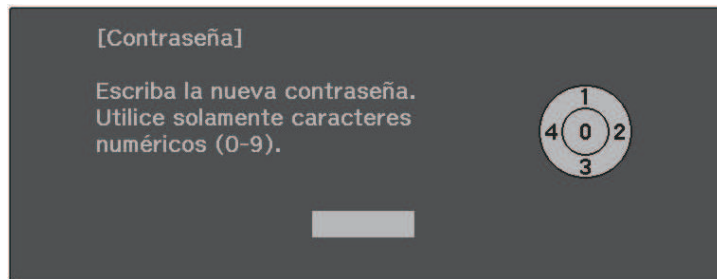 [Contraseña]
Escriba la nueva contraseña.
Utilice solamente caracteres
numéricos (0-9).
1
4 0 2
3